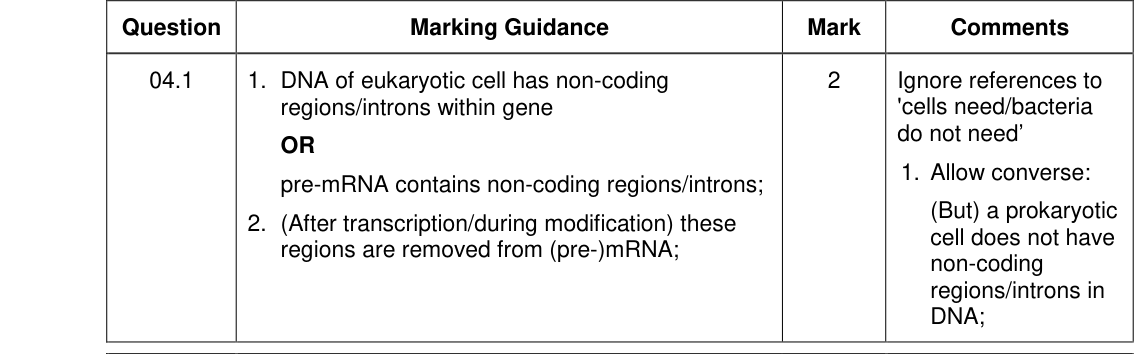 Question Marking Guidance Mark Comments
04.1
1. DNA of eukaryotic cell has non-coding
regions/introns within gene
OR
pre-mRNA contains non-coding regions/introns;
2. (After transcription/during modification) these
regions are removed from (pre-)mRNA;
2
Ignore references to
'cells need/bacteria
do not need’
1. Allow converse:
(But) a prokaryotic
cell does not have
non-coding
regions/introns in
DNA;